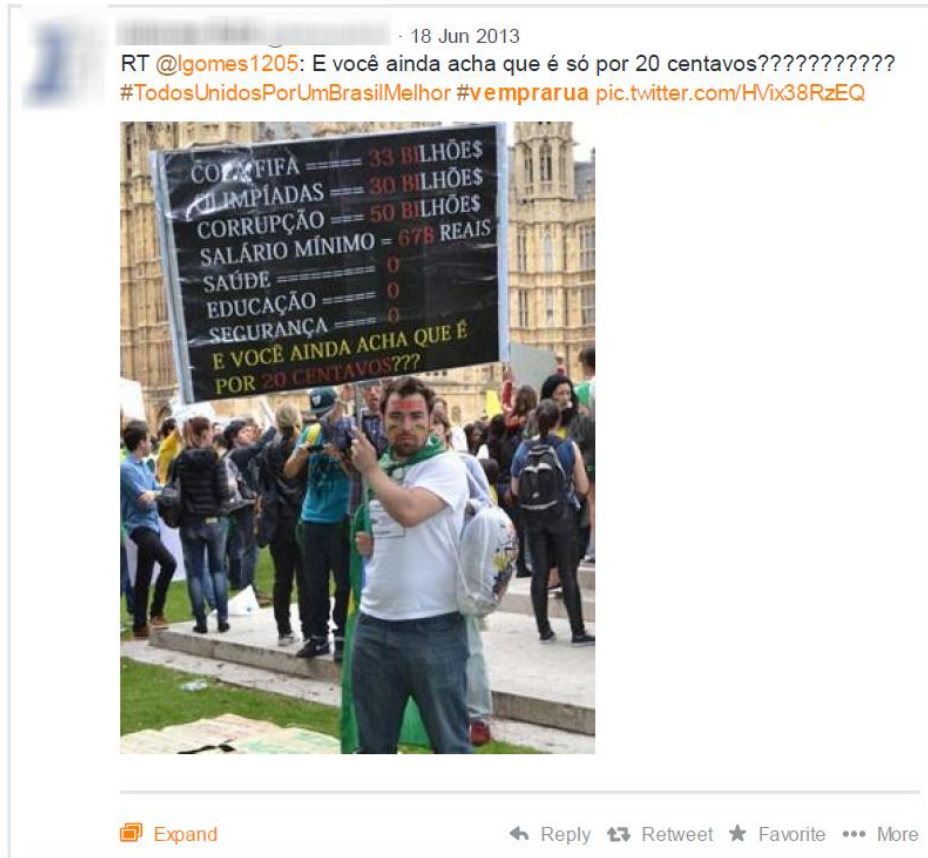 · 18 Jun 2013
RT @lgomes1205: E você ainda acha que é só por 20 centavos???????????
#TodosUnidosPorUmBrasilMelhor #vemprarua pic.twitter.com/HVix38RzEQ
COPA FIFA ===== 33 BILHÕE$
OLIMPÍADAS === 30 BILHÕE$
CORRUPÇÃO === 50 BILHÕE$
SALÁRIO MÍNIMO = 678 REAIS
SAÚDE ========= 0
EDUCAÇÃO ===== 0
SEGURANÇA ==== 0
E VOCÊ AINDA ACHA QUE É
POR 20 CENTAVOS???
Expand Reply Retweet Favorite More